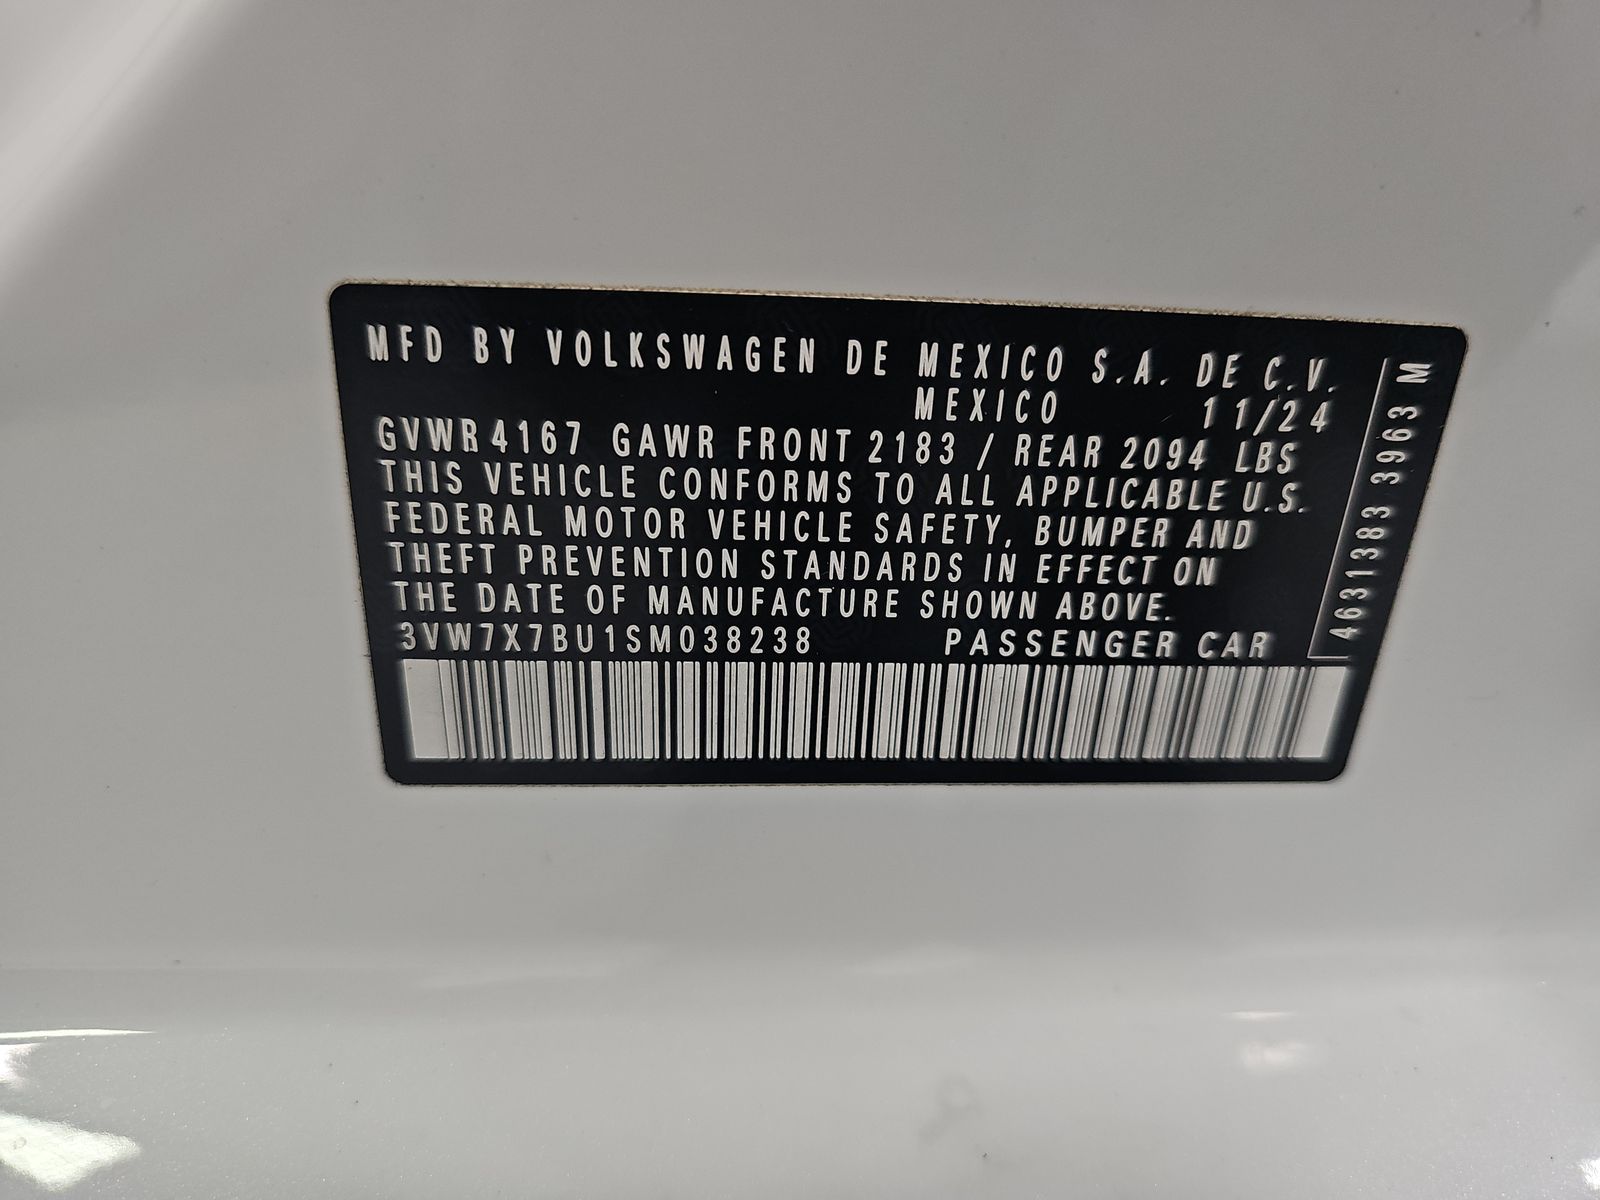 MFD BY VOLKSWAGEN DE MEXICO S.A. DE C.V.
MEXICO 11/24
GVWR 4167 GAWR FRONT 2183 / REAR 2094 LBS
THIS VEHICLE CONFORMS TO ALL APPLICABLE U.S.
FEDERAL MOTOR VEHICLE SAFETY, BUMPER AND
THEFT PREVENTION STANDARDS IN EFFECT ON
THE DATE OF MANUFACTURE SHOWN ABOVE.
3VW7X7BU1SM038238 PASSENGER CAR
4631383 3963 M